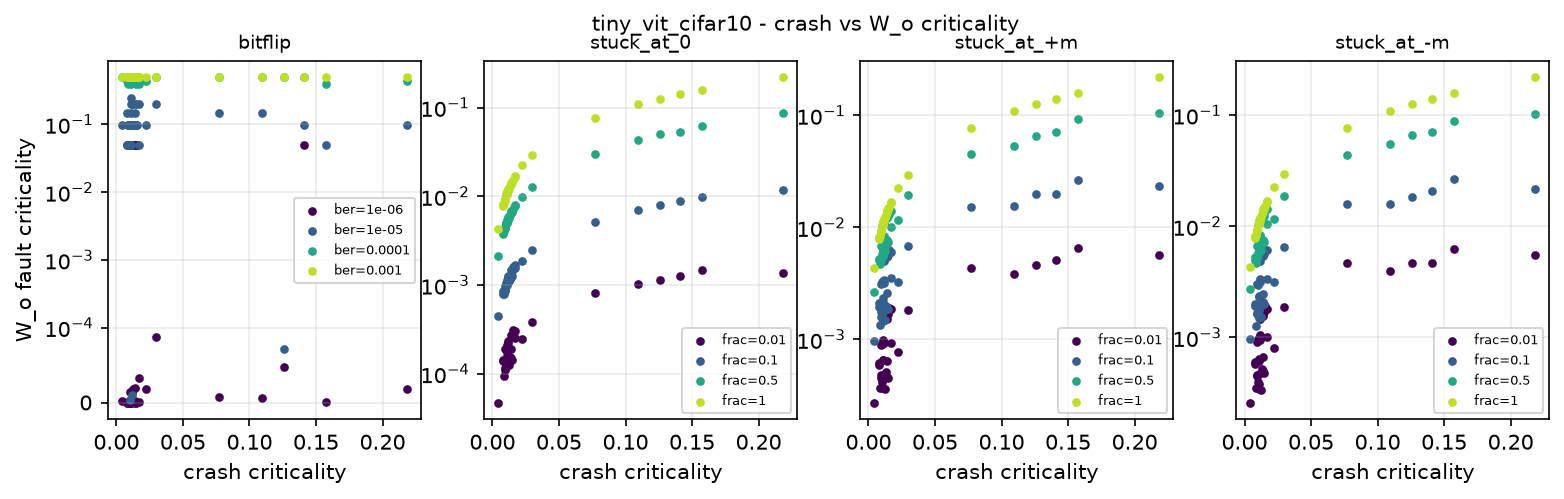 tiny_vit_cifar10 - crash vs W_o criticality
bitflip
stuck_at_0
stuck_at_+m
stuck_at_-m
W_o fault criticality
10⁻¹
10⁻²
10⁻³
10⁻⁴
0
ber=1e-06
ber=1e-05
ber=0.0001
ber=0.001
0.00 0.05 0.10 0.15 0.20
crash criticality
10⁻¹
10⁻²
10⁻³
10⁻⁴
frac=0.01
frac=0.1
frac=0.5
frac=1
0.00 0.05 0.10 0.15 0.20
crash criticality
10⁻¹
10⁻²
10⁻³
frac=0.01
frac=0.1
frac=0.5
frac=1
0.00 0.05 0.10 0.15 0.20
crash criticality
10⁻¹
10⁻²
10⁻³
frac=0.01
frac=0.1
frac=0.5
frac=1
0.00 0.05 0.10 0.15 0.20
crash criticality